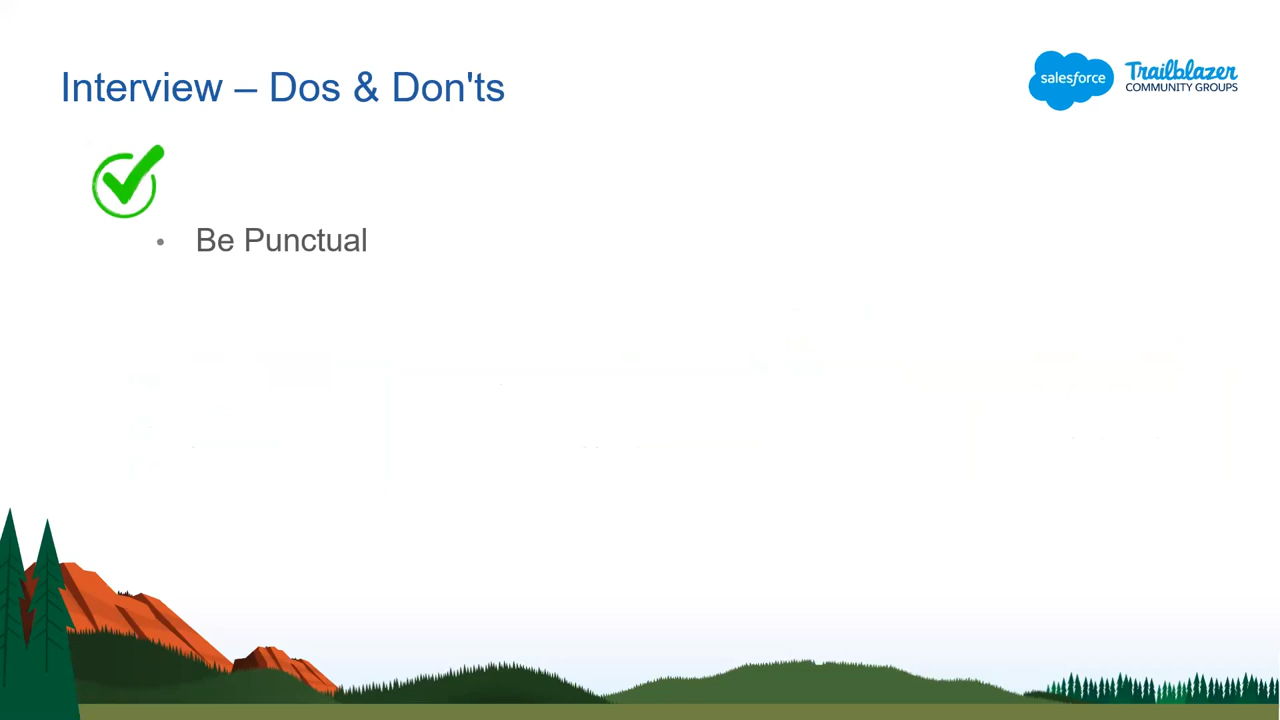 Interview – Dos & Don'ts
salesforce
Trailblazer
COMMUNITY GROUPS
• Be Punctual